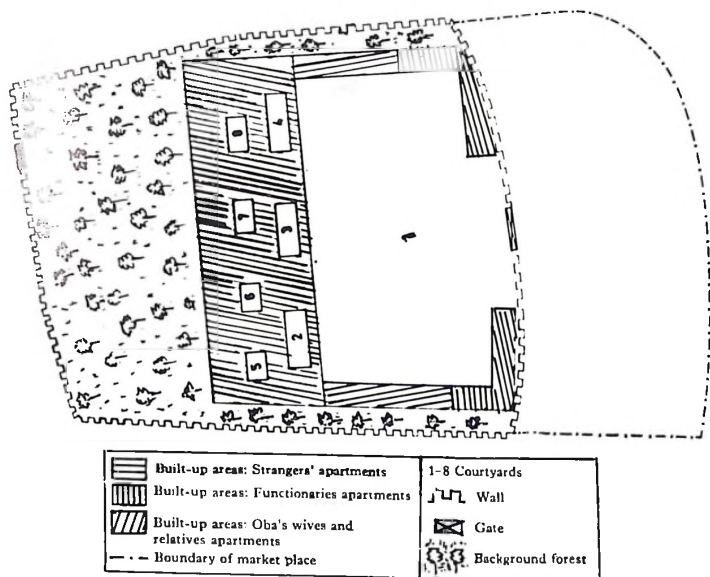 8
4
7
3
1
6
2
5
Built-up areas: Strangers' apartments
Built-up areas: Functionaries apartments
Built-up areas: Oba's wives and
relatives apartments
Boundary of market place
1-8 Courtyards
Wall
Gate
Background forest